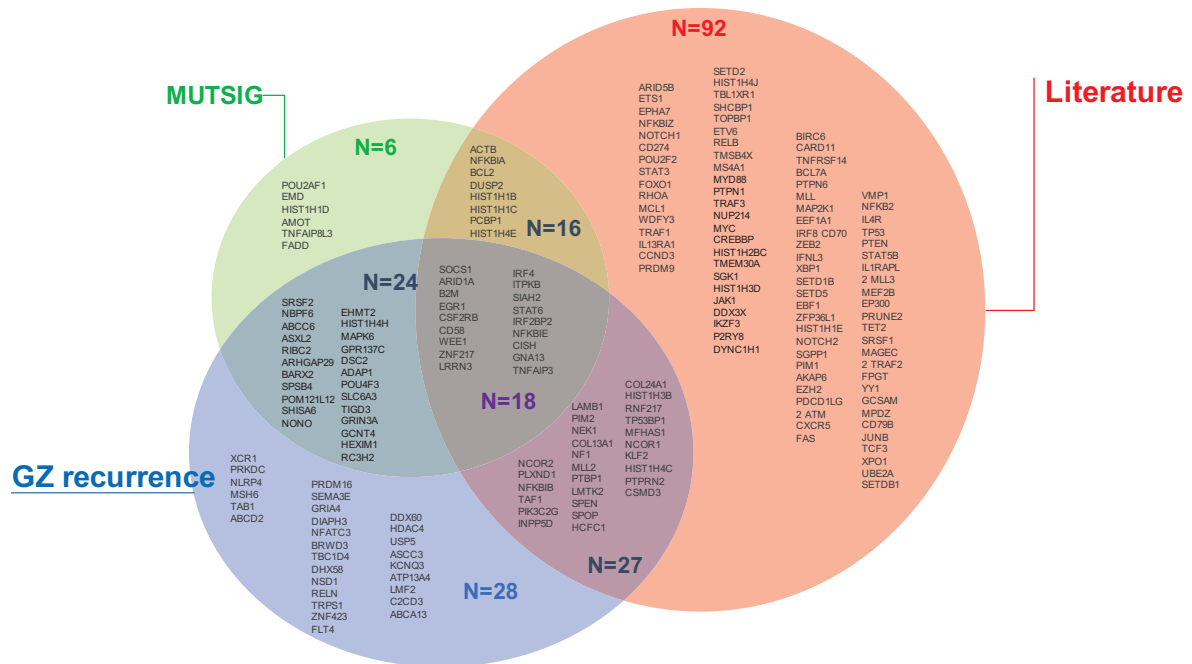 N=92
Literature
MUTSIG
N=6
POU2AF1
EMD
HIST1H1D
AMOT
TNFAIP8L3
FADD
ACTB
NFKBIA
BCL2
DUSP2
HIST1H1B
HIST1H1C
PCBP1
HIST1H4E
N=16
ARID5B
ETS1
EPHA7
NFKBIZ
NOTCH1
CD274
POU2F2
STAT3
FOXO1
RHOA
MCL1
WDFY3
TRAF1
IL13RA1
CCND3
PRDM9
SETD2
HIST1H4J
TBL1XR1
SHCBP1
TOPBP1
ETV6
RELB
TMSB4X
MS4A1
MYD88
PTPN1
TRAF3
NUP214
MYC
CREBBP
HIST1H2BC
TMEM30A
SGK1
HIST1H3D
JAK1
DDX3X
IKZF3
P2RY8
DYNC1H1
BIRC6
CARD11
TNFRSF14
BCL7A
PTPN6
MLL
MAP2K1
EEF1A1
IRF8 CD70
ZEB2
IFNL3
XBP1
SETD1B
SETD5
EBF1
ZFP36L1
HIST1H1E
NOTCH2
SGPP1
PIM1
AKAP6
EZH2
PDCD1LG
2 ATM
CXCR5
FAS
VMP1
NFKB2
IL4R
TP53
PTEN
STAT5B
IL1RAPL
2 MLL3
MEF2B
EP300
PRUNE2
TET2
SRSF1
MAGEC
2 TRAF2
FPGT
YY1
GCSAM
MPDZ
CD79B
JUNB
TCF3
XPO1
UBE2A
SETDB1
N=24
SRSF2
NBPF6
ABCC6
ASXL2
RIBC2
ARHGAP29
BARX2
SPSB4
POM121L12
SHISA6
NONO
EHMT2
HIST1H4H
MAPK6
GPR137C
DSC2
ADAP1
POU4F3
SLC6A3
TIGD3
GRIN3A
GCNT4
HEXIM1
RC3H2
SOCS1
ARID1A
B2M
EGR1
CSF2RB
CD58
WEE1
ZNF217
LRRN3
IRF4
ITPKB
SIAH2
STAT6
IRF2BP2
NFKBIE
CISH
GNA13
TNFAIP3
N=18
GZ recurrence
XCR1
PRKDC
NLRP4
MSH6
TAB1
ABCD2
PRDM16
SEMA3E
GRIA4
DIAPH3
NFATC3
BRWD3
TBC1D4
DHX58
NSD1
RELN
TRPS1
ZNF423
FLT4
DDX60
HDAC4
USP5
ASCC3
KCNQ3
ATP13A4
LMF2
C2CD3
ABCA13
N=28
NCOR2
PLXND1
NFKBIB
TAF1
PIK3C2G
INPP5D
LAMB1
PIM2
NEK1
COL13A1
NF1
MLL2
PTBP1
LMTK2
SPEN
SPOP
HCFC1
COL24A1
HIST1H3B
RNF217
TP53BP1
MFHAS1
NCOR1
KLF2
HIST1H4C
PTPRN2
CSMD3
N=27